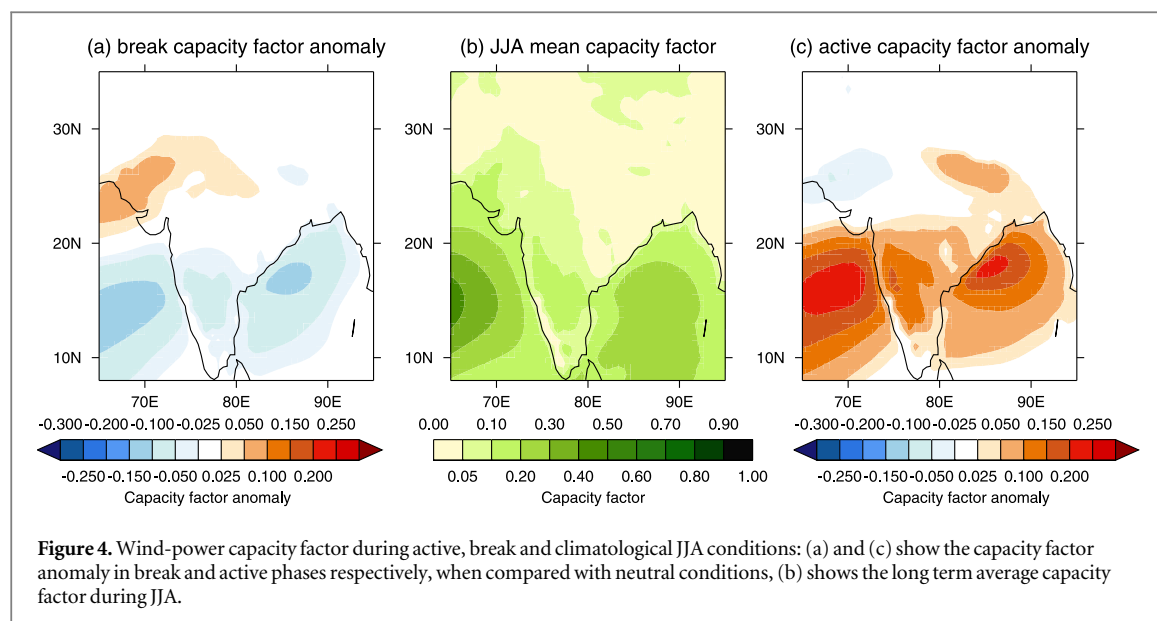 (a) break capacity factor anomaly
(b) JJA mean capacity factor
(c) active capacity factor anomaly
30N
20N
10N
70E 80E 90E
-0.300 -0.200 -0.100 0.025 0.050 0.150 0.250
-0.250 -0.150 -0.050 0.025 0.100 0.200
Capacity factor anomaly
30N
20N
10N
70E 80E 90E
0.00 0.10 0.30 0.50 0.70 0.90
0.05 0.20 0.40 0.60 0.80 1.00
Capacity factor
30N
20N
10N
70E 80E 90E
-0.300 -0.200 -0.100 -0.025 0.050 0.150 0.250
-0.250 -0.150 -0.050 0.025 0.100 0.200
Capacity factor anomaly
Figure 4. Wind-power capacity factor during active, break and climatological JJA conditions: (a) and (c) show the capacity factor
anomaly in break and active phases respectively, when compared with neutral conditions, (b) shows the long term average capacity
factor during JJA.